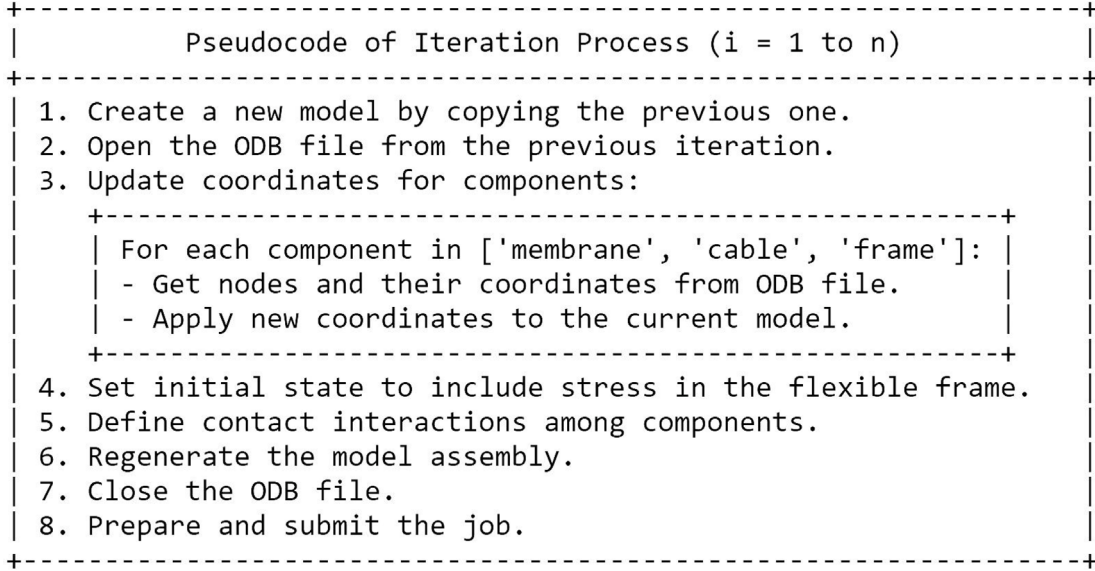 Pseudocode of Iteration Process (i = 1 to n)
1. Create a new model by copying the previous one.
2. Open the ODB file from the previous iteration.
3. Update coordinates for components:
For each component in ['membrane', 'cable', 'frame']:
- Get nodes and their coordinates from ODB file.
- Apply new coordinates to the current model.
4. Set initial state to include stress in the flexible frame.
5. Define contact interactions among components.
6. Regenerate the model assembly.
7. Close the ODB file.
8. Prepare and submit the job.